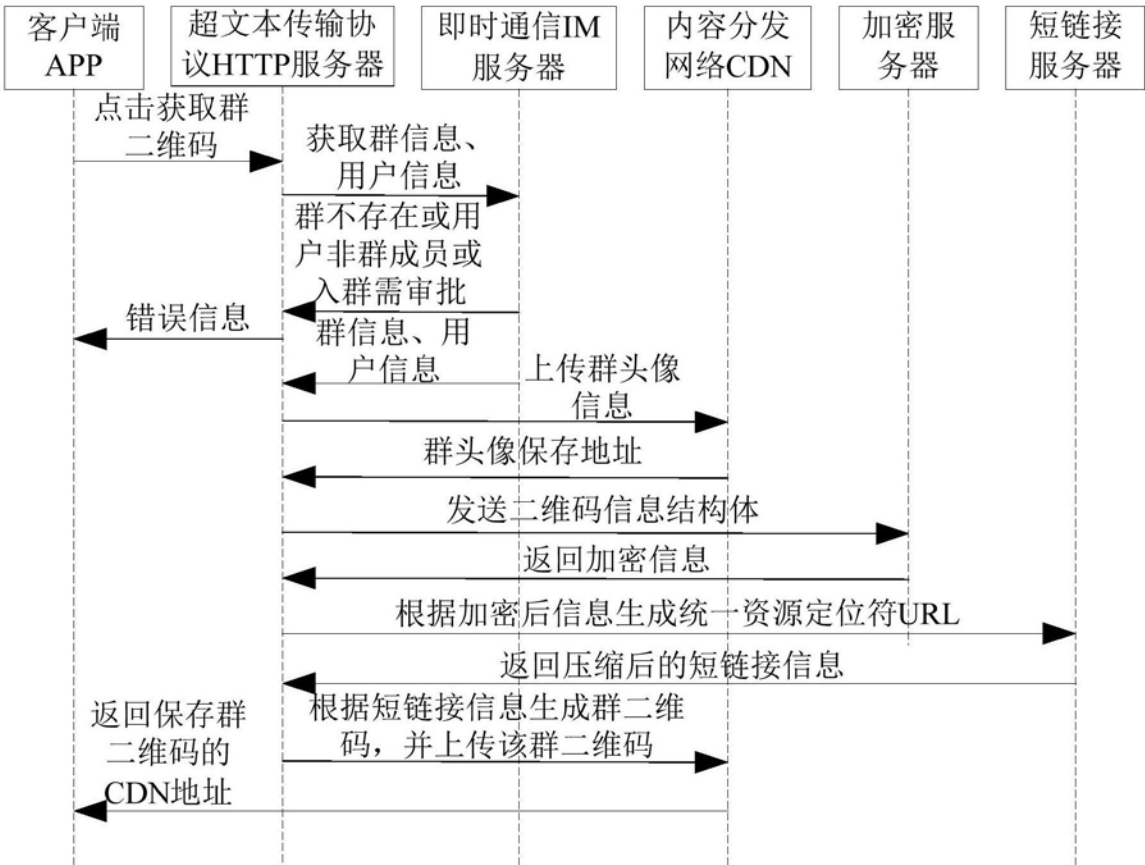 客户端
APP
超文本传输协
议HTTP服务器
即时通信IM
服务器
内容分发
网络CDN
加密服
务器
短链接
服务器
点击获取群
二维码
获取群信息、
用户信息
群不存在或用
户非群成员或
入群需审批
错误信息
群信息、用
户信息
上传群头像
信息
群头像保存地址
发送二维码信息结构体
返回加密信息
根据加密后信息生成统一资源定位符URL
返回压缩后的短链接信息
根据短链接信息生成群二维
码，并上传该群二维码
返回保存群
二维码的
CDN地址